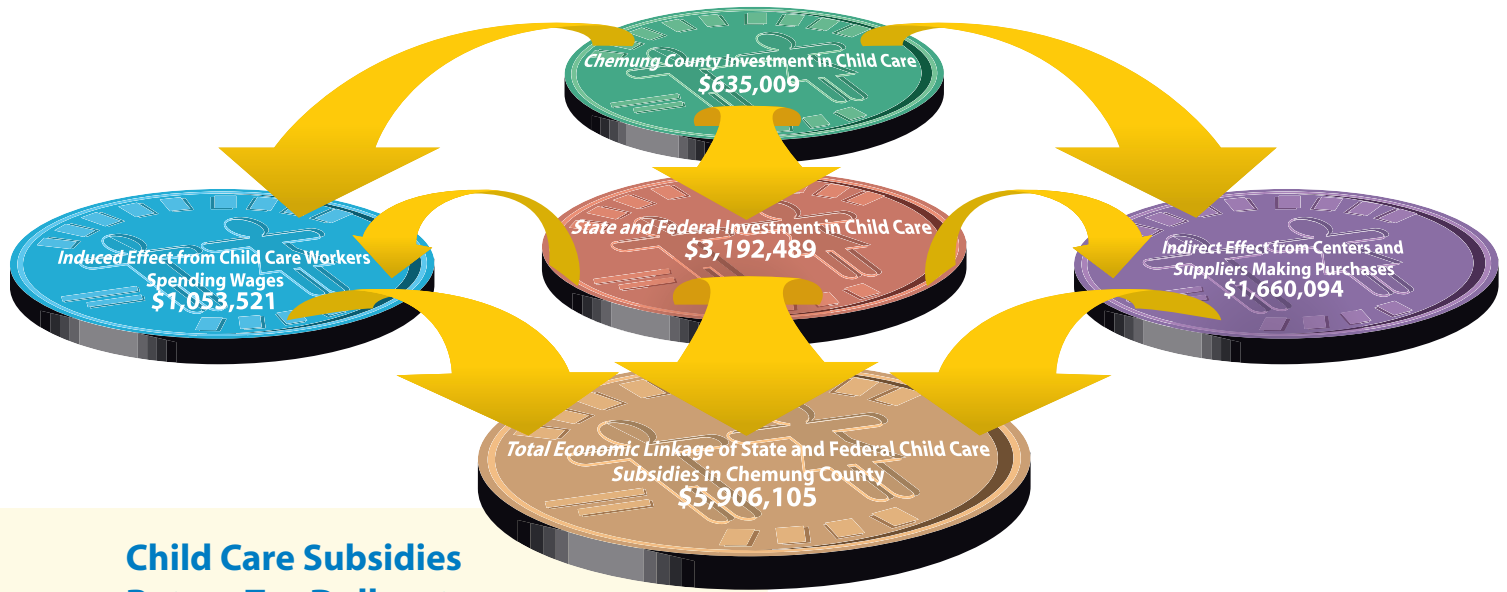 Chemung County Investment in Child Care
$635,009
State and Federal Investment in Child Care
$3,192,489
Induced Effect from Child Care Workers
Spending Wages
$1,053,521
Indirect Effect from Centers and
Suppliers Making Purchases
$1,660,094
Total Economic Linkage of State and Federal Child Care
Subsidies in Chemung County
$5,906,105
Child Care Subsidies